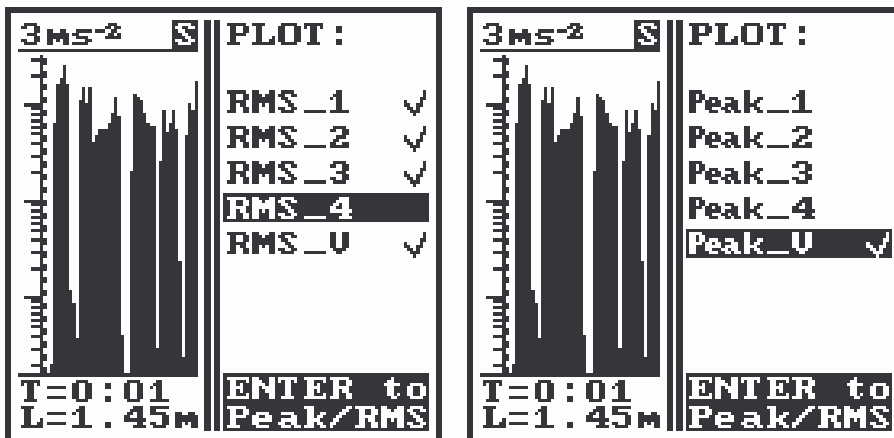 3ms⁻² S
PLOT:
RMS_1 ✓
RMS_2 ✓
RMS_3 ✓
RMS_4
RMS_V ✓
T=0:01
L=1.45m
ENTER to
Peak/RMS
3ms⁻² S
PLOT:
Peak_1
Peak_2
Peak_3
Peak_4
Peak_V ✓
T=0:01
L=1.45m
ENTER to
Peak/RMS